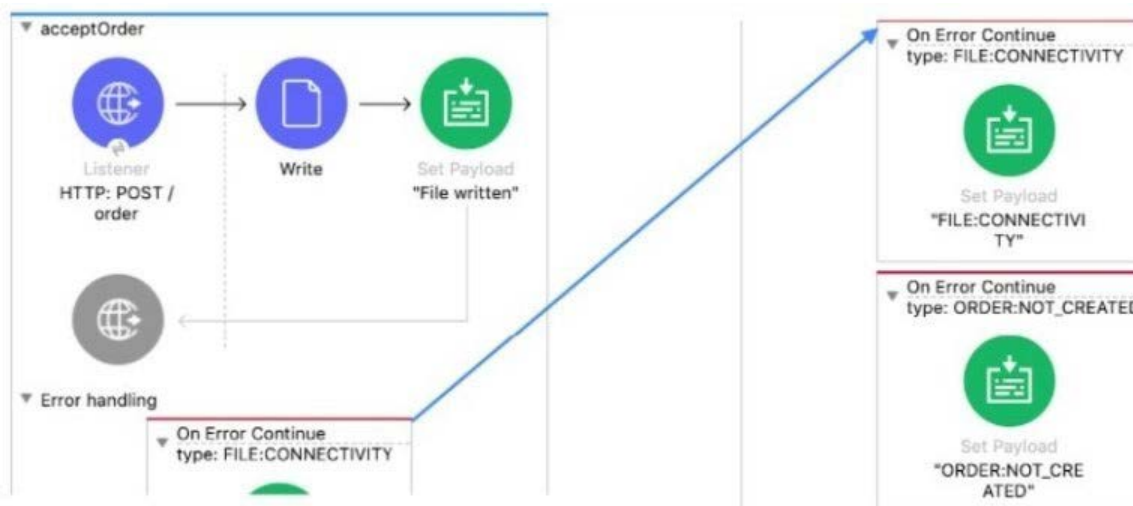 acceptOrder
Listener
HTTP: POST /
order
Write
Set Payload
"File written"
Error handling
On Error Continue
type: FILE:CONNECTIVITY
On Error Continue
type: FILE:CONNECTIVITY
Set Payload
"FILE:CONNECTIVI
TY"
On Error Continue
type: ORDER:NOT_CREATED
Set Payload
"ORDER:NOT_CRE
ATED"